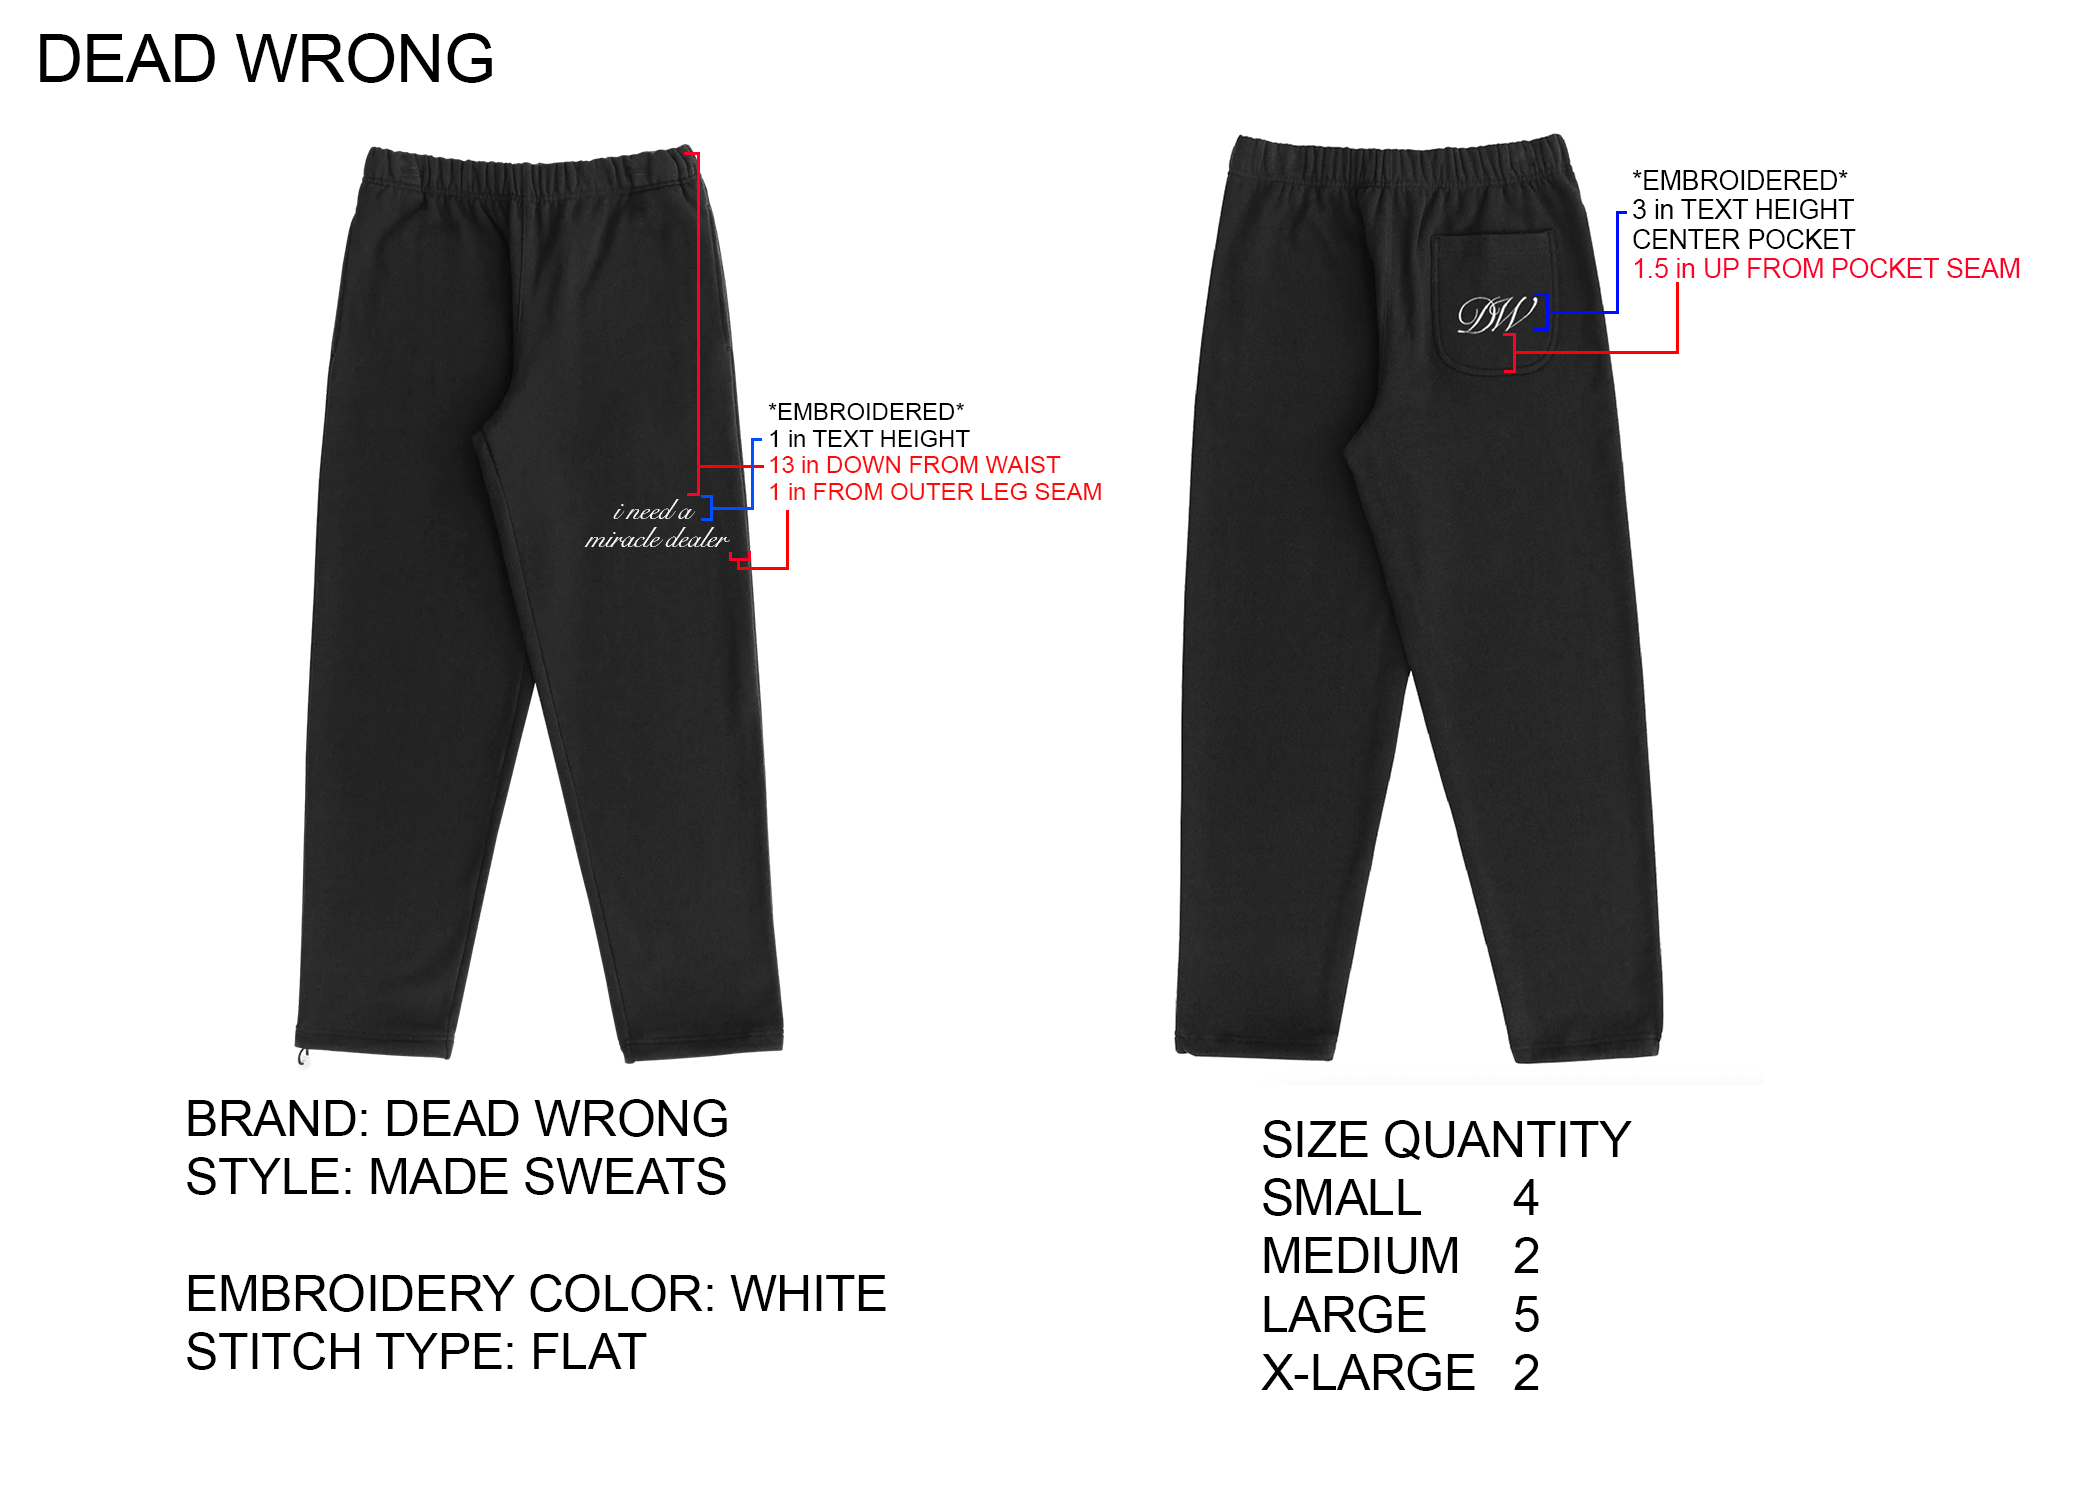 DEAD WRONG
*EMBROIDERED*
1 in TEXT HEIGHT
13 in DOWN FROM WAIST
1 in FROM OUTER LEG SEAM
i need a
miracle dealer
*EMBROIDERED*
3 in TEXT HEIGHT
CENTER POCKET
1.5 in UP FROM POCKET SEAM
DW
BRAND: DEAD WRONG
STYLE: MADE SWEATS
EMBROIDERY COLOR: WHITE
STITCH TYPE: FLAT
SIZE QUANTITY
SMALL 4
MEDIUM 2
LARGE 5
X-LARGE 2